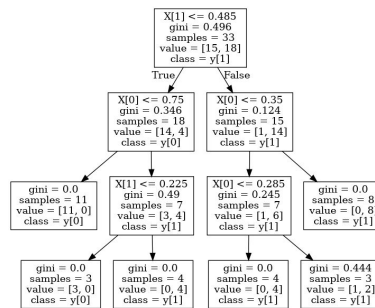 X[1] <= 0.485
gini = 0.496
samples = 33
value = [15, 18]
class = y[1]
True
False
X[0] <= 0.75
gini = 0.346
samples = 18
value = [14, 4]
class = y[0]
X[0] <= 0.35
gini = 0.124
samples = 15
value = [1, 14]
class = y[1]
gini = 0.0
samples = 11
value = [11, 0]
class = y[0]
X[1] <= 0.225
gini = 0.49
samples = 7
value = [3, 4]
class = y[1]
X[0] <= 0.285
gini = 0.245
samples = 7
value = [1, 6]
class = y[1]
gini = 0.0
samples = 8
value = [0, 8]
class = y[1]
gini = 0.0
samples = 3
value = [3, 0]
class = y[0]
gini = 0.0
samples = 4
value = [0, 4]
class = y[1]
gini = 0.0
samples = 4
value = [0, 4]
class = y[1]
gini = 0.444
samples = 3
value = [1, 2]
class = y[1]